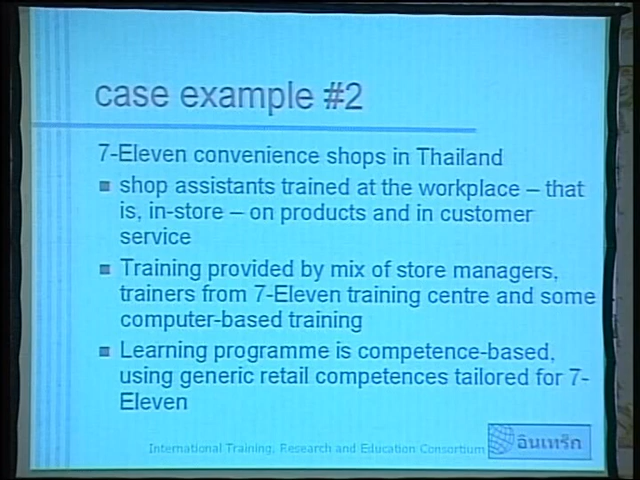 case example #2
7-Eleven convenience shops in Thailand
shop assistants trained at the workplace – that
is, in-store – on products and in customer
service
Training provided by mix of store managers,
trainers from 7-Eleven training centre and some
computer-based training
Learning programme is competence-based,
using generic retail competences tailored for 7-
Eleven
International Training, Research and Education Consortium
อินเทร็ก